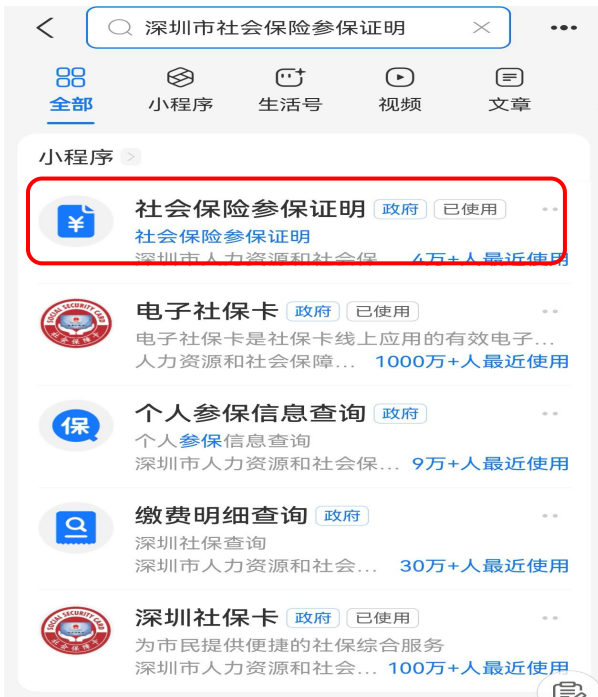 深圳市社会保险参保证明
全部
小程序
生活号
视频
文章
小程序
社会保险参保证明 政府 已使用
社会保险参保证明
深圳市人力资源和社会保... 4万+人最近使用
电子社保卡 政府 已使用
电子社保卡是社保卡线上应用的有效电子...
人力资源和社会保障... 1000万+人最近使用
保
个人参保信息查询 政府
个人参保信息查询
深圳市人力资源和社会保... 9万+人最近使用
缴费明细查询 政府
深圳社保查询
深圳市人力资源和社会... 30万+人最近使用
深圳社保卡 政府 已使用
为市民提供便捷的社保综合服务
深圳市人力资源和社会... 100万+人最近使用